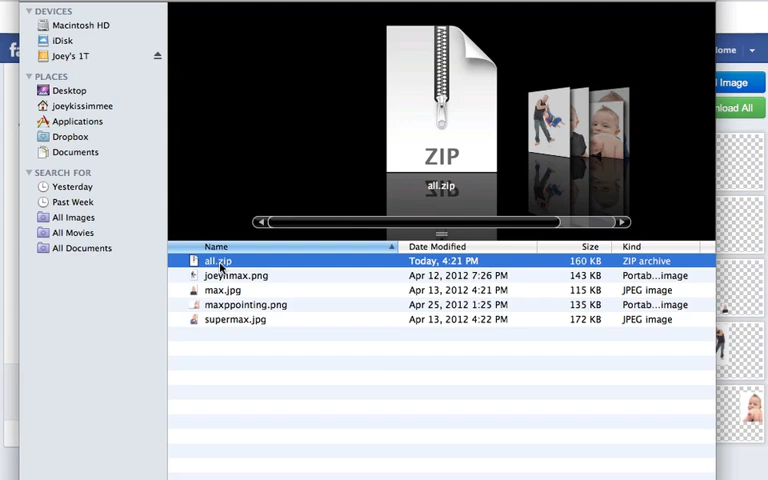 DEVICES
Macintosh HD
iDisk
Joey's 1T
PLACES
Desktop
joeykissimmee
Applications
Dropbox
Documents
SEARCH FOR
Yesterday
Past Week
All Images
All Movies
All Documents
ZIP
all.zip
Name Date Modified Size Kind
all.zip Today, 4:21 PM 160 KB ZIP archive
joeynmax.png Apr 12, 2012 7:26 PM 143 KB Portab...image
max.jpg Apr 13, 2012 4:21 PM 115 KB JPEG image
maxppointing.png Apr 25, 2012 1:25 PM 135 KB Portab...image
supermax.jpg Apr 13, 2012 4:22 PM 172 KB JPEG image
fa
ome
Image
nload All